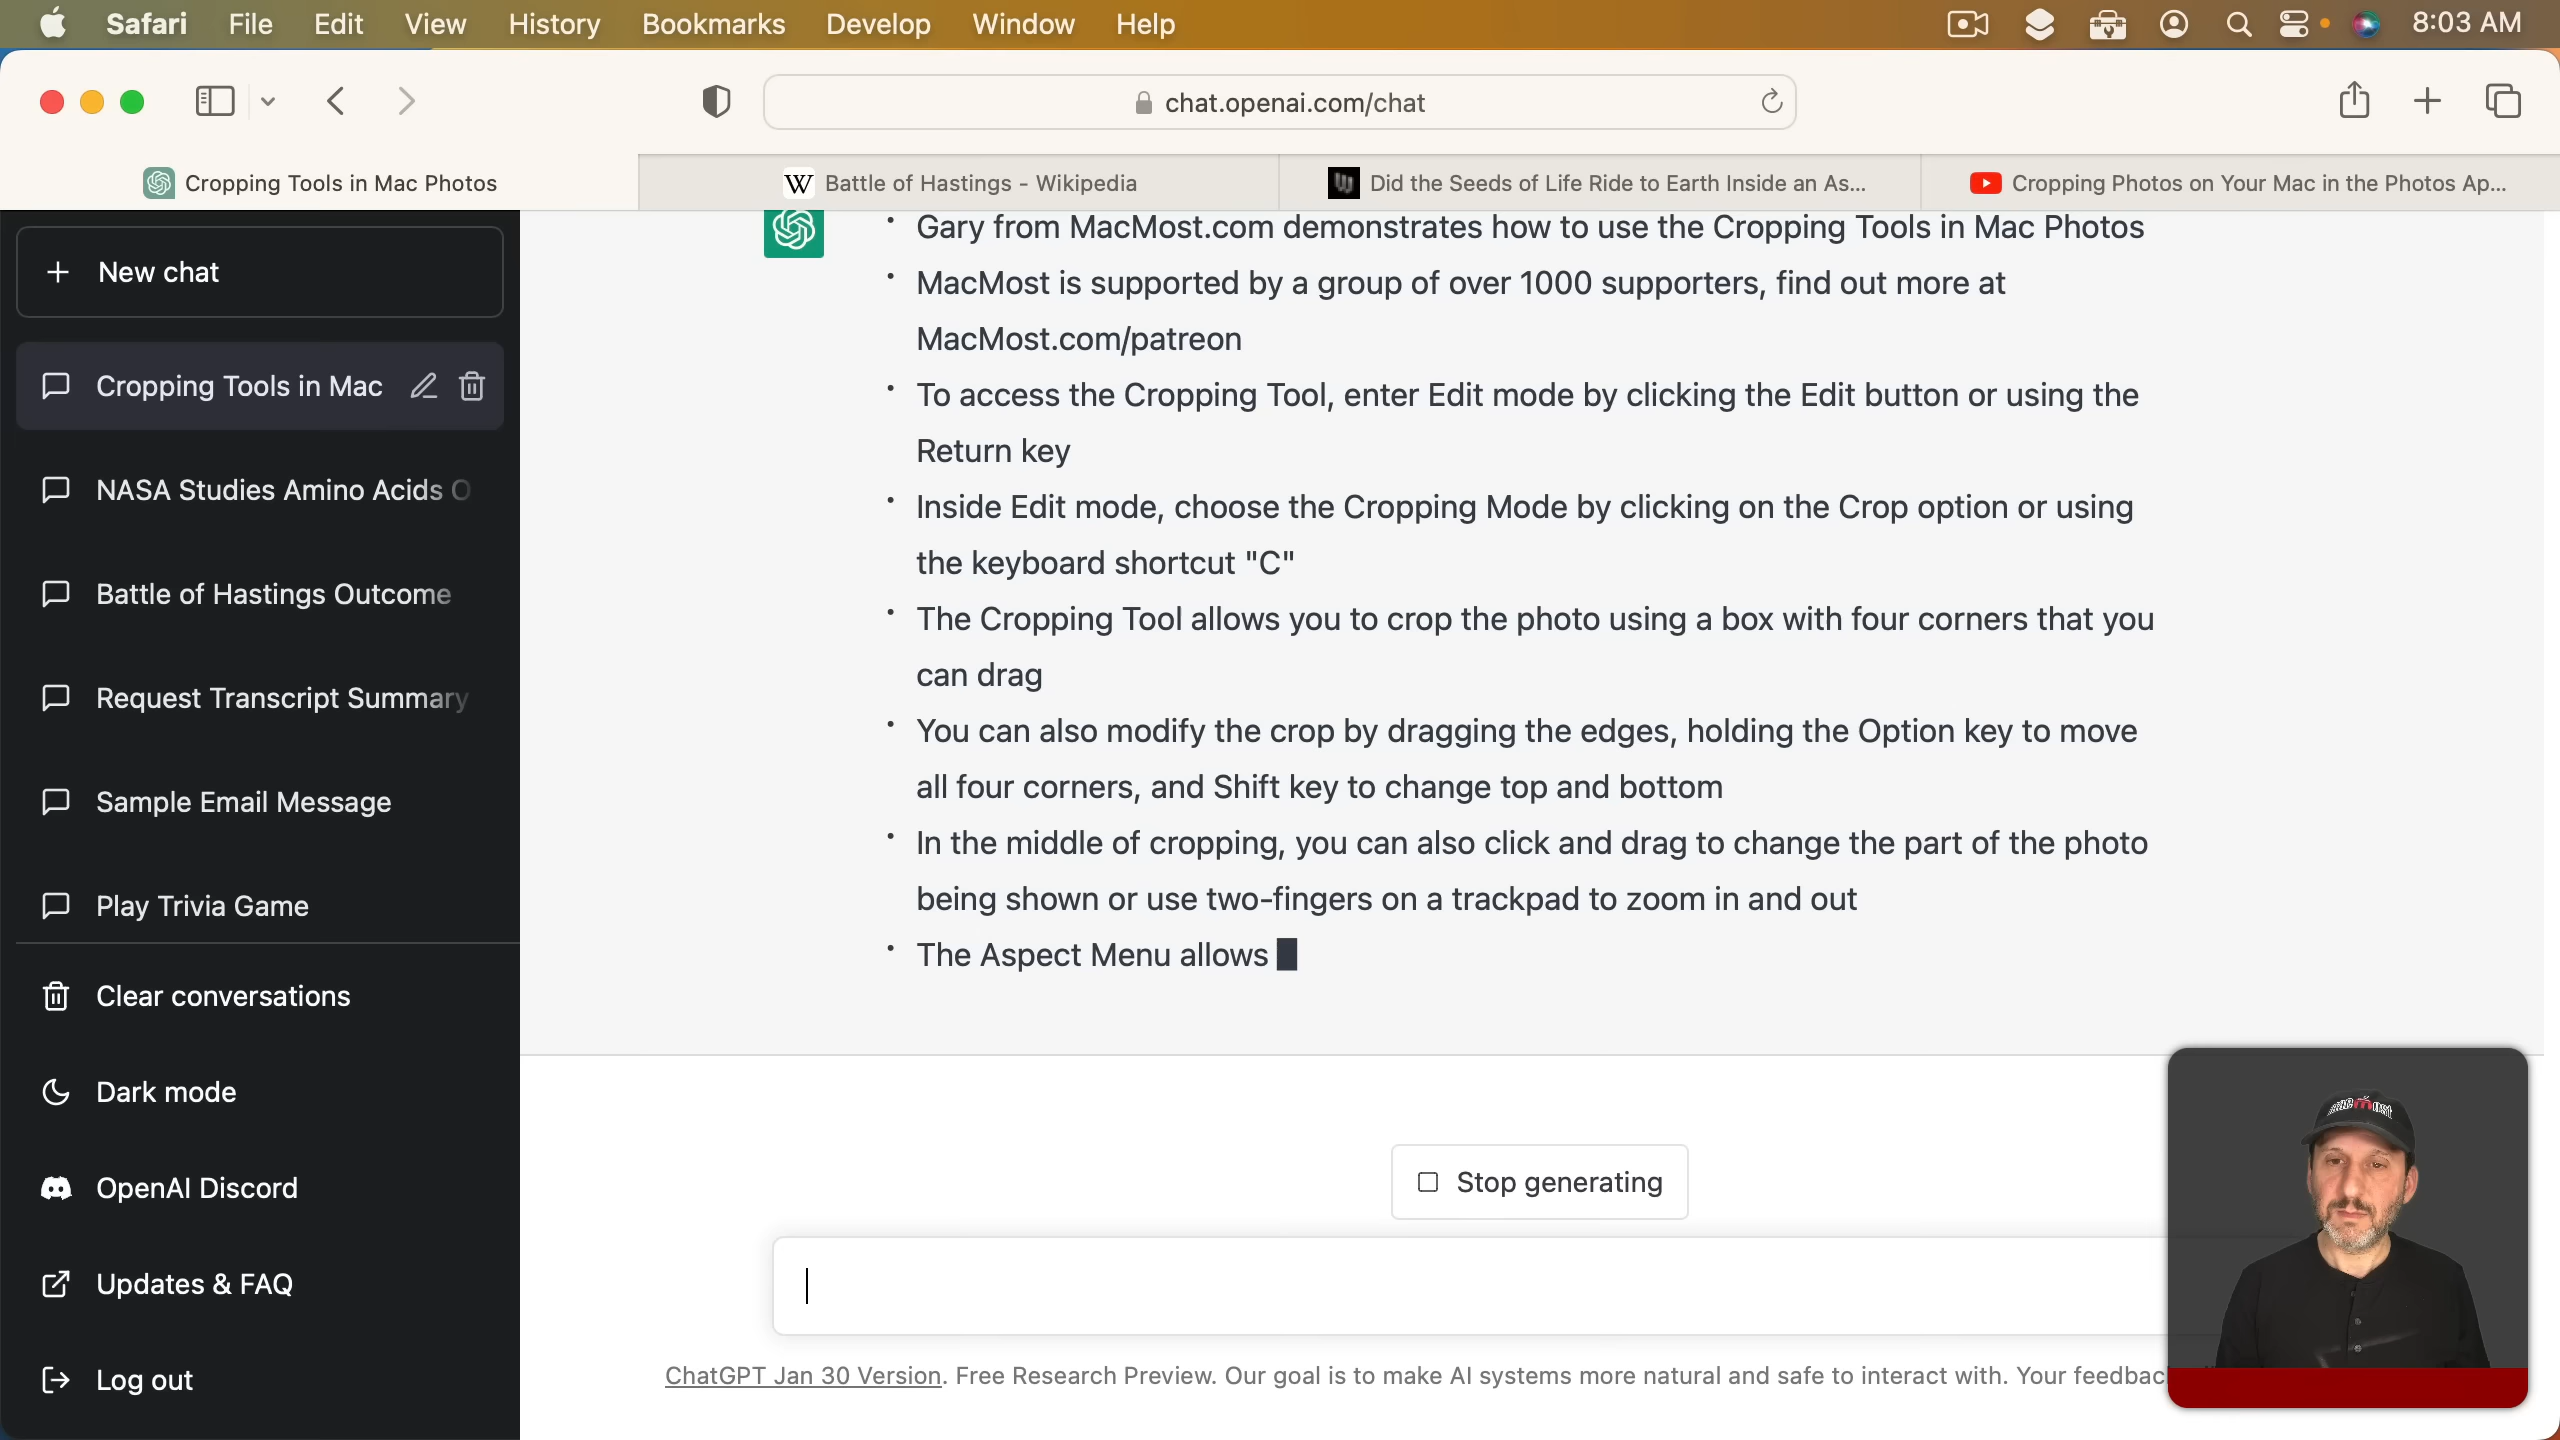 Safari File Edit View History Bookmarks Develop Window Help 8:03 AM
chat.openai.com/chat
Cropping Tools in Mac Photos
W Battle of Hastings - Wikipedia
Did the Seeds of Life Ride to Earth Inside an As...
Cropping Photos on Your Mac in the Photos Ap...
+ New chat
Cropping Tools in Mac
NASA Studies Amino Acids O
Battle of Hastings Outcome
Request Transcript Summary
Sample Email Message
Play Trivia Game
Clear conversations
Dark mode
OpenAI Discord
Updates & FAQ
Log out
• Gary from MacMost.com demonstrates how to use the Cropping Tools in Mac Photos
• MacMost is supported by a group of over 1000 supporters, find out more at
MacMost.com/patreon
• To access the Cropping Tool, enter Edit mode by clicking the Edit button or using the
Return key
• Inside Edit mode, choose the Cropping Mode by clicking on the Crop option or using
the keyboard shortcut "C"
• The Cropping Tool allows you to crop the photo using a box with four corners that you
can drag
• You can also modify the crop by dragging the edges, holding the Option key to move
all four corners, and Shift key to change top and bottom
• In the middle of cropping, you can also click and drag to change the part of the photo
being shown or use two-fingers on a trackpad to zoom in and out
• The Aspect Menu allows
Stop generating
ChatGPT Jan 30 Version. Free Research Preview. Our goal is to make AI systems more natural and safe to interact with. Your feedbac
macmost